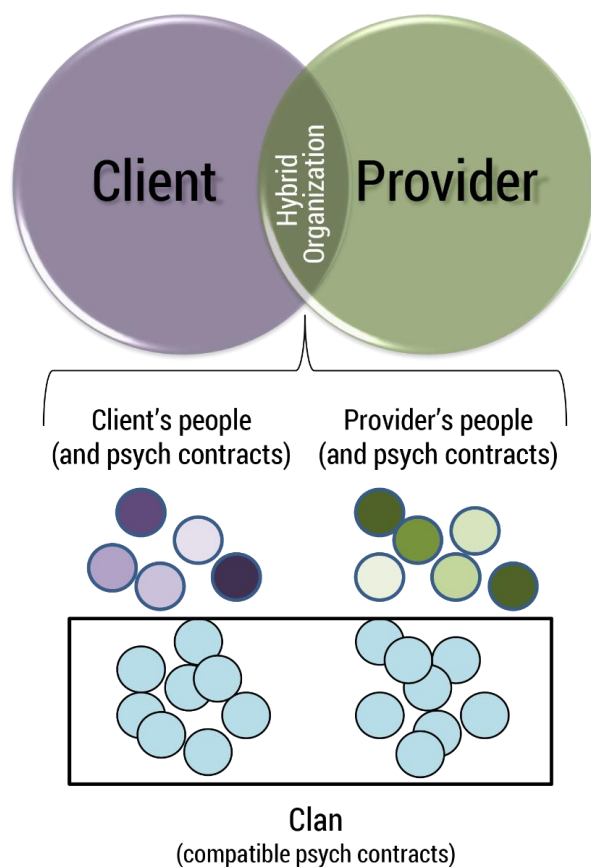 Client
Hybrid
Organization
Provider
Client's people
(and psych contracts)
Provider's people
(and psych contracts)
Clan
(compatible psych contracts)